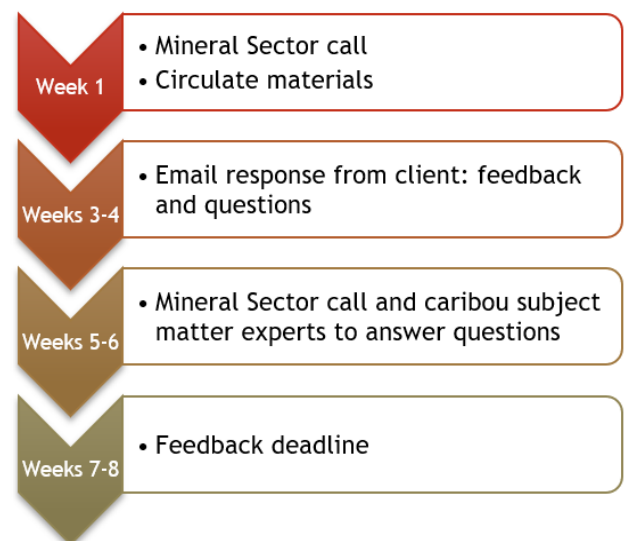 Week 1
• Mineral Sector call
• Circulate materials
Weeks 3-4
• Email response from client: feedback
and questions
Weeks 5-6
• Mineral Sector call and caribou subject
matter experts to answer questions
Weeks 7-8
• Feedback deadline